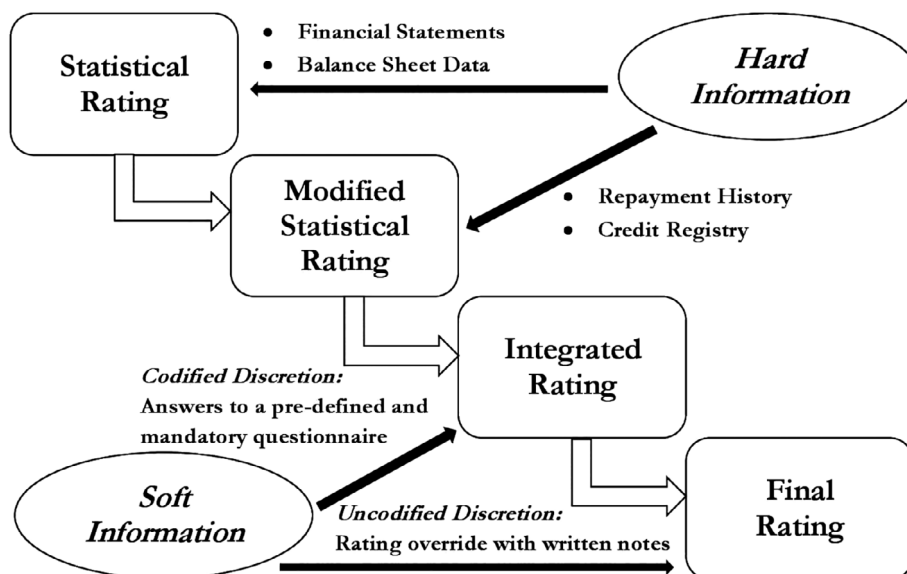 Statistical
Rating
• Financial Statements
• Balance Sheet Data
Hard
Information
Modified
Statistical
Rating
• Repayment History
• Credit Registry
Integrated
Rating
Codified Discretion:
Answers to a pre-defined and
mandatory questionnaire
Soft
Information
Uncodified Discretion:
Rating override with written notes
Final
Rating